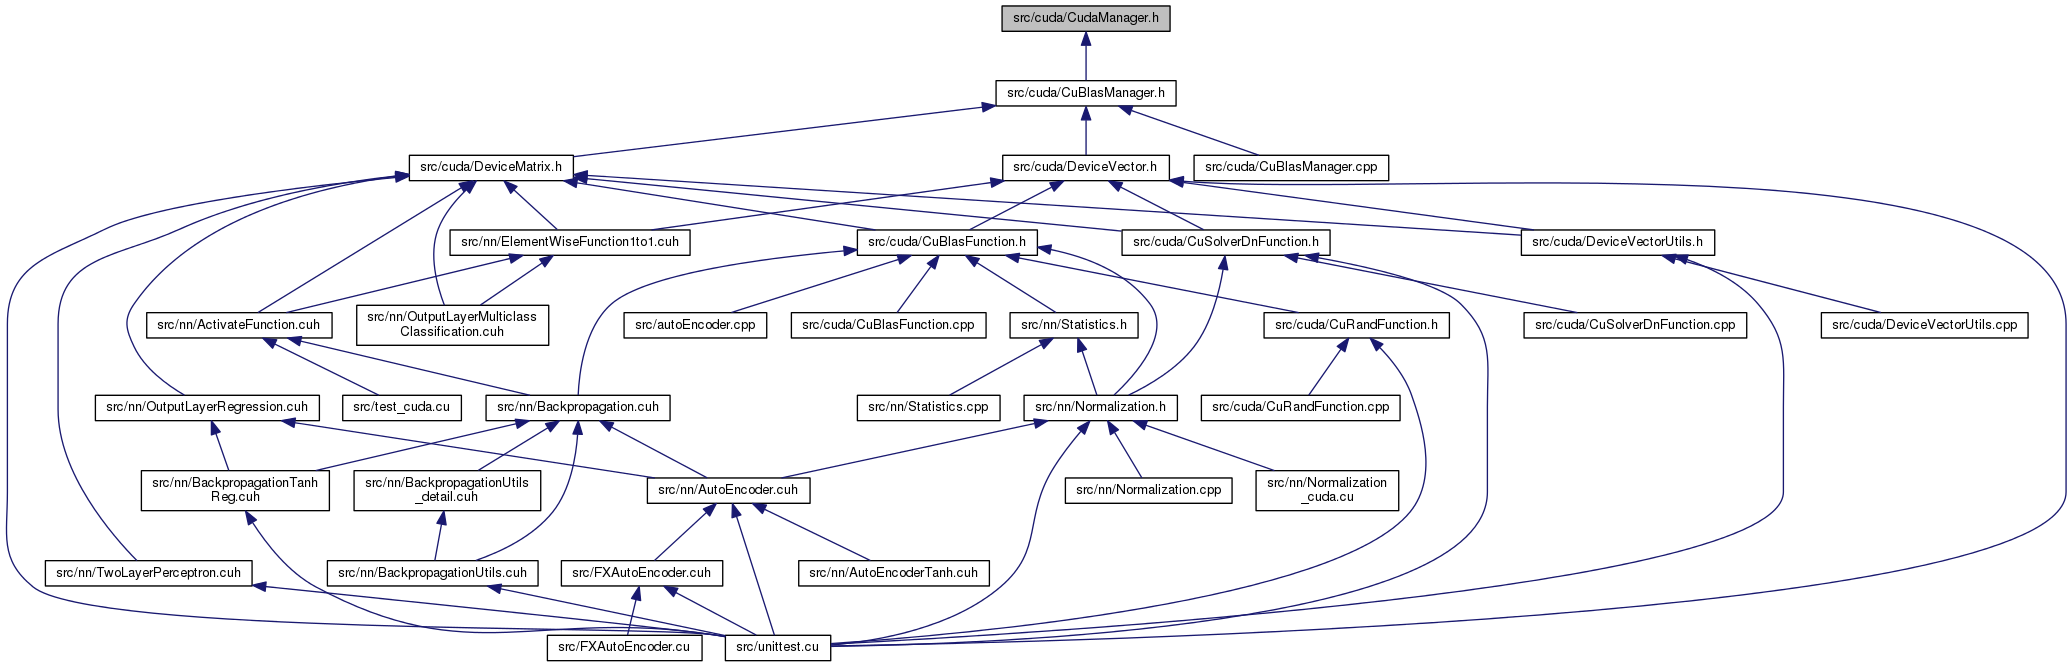 src/cuda/CudaManager.h
src/cuda/CuBlasManager.h
src/cuda/DeviceMatrix.h
src/cuda/DeviceVector.h
src/cuda/CuBlasManager.cpp
src/nn/ElementWiseFunction1to1.cuh
src/cuda/CuBlasFunction.h
src/cuda/CuSolverDnFunction.h
src/cuda/DeviceVectorUtils.h
src/nn/ActivateFunction.cuh
src/nn/OutputLayerMulticlass
Classification.cuh
src/autoEncoder.cpp
src/cuda/CuBlasFunction.cpp
src/nn/Statistics.h
src/cuda/CuRandFunction.h
src/cuda/CuSolverDnFunction.cpp
src/cuda/DeviceVectorUtils.cpp
src/nn/OutputLayerRegression.cuh
src/test_cuda.cu
src/nn/Backpropagation.cuh
src/nn/Statistics.cpp
src/nn/Normalization.h
src/cuda/CuRandFunction.cpp
src/nn/BackpropagationTanh
Reg.cuh
src/nn/BackpropagationUtils
_detail.cuh
src/nn/AutoEncoder.cuh
src/nn/Normalization.cpp
src/nn/Normalization
_cuda.cu
src/nn/TwoLayerPerceptron.cuh
src/nn/BackpropagationUtils.cuh
src/FXAutoEncoder.cuh
src/nn/AutoEncoderTanh.cuh
src/FXAutoEncoder.cu
src/unittest.cu